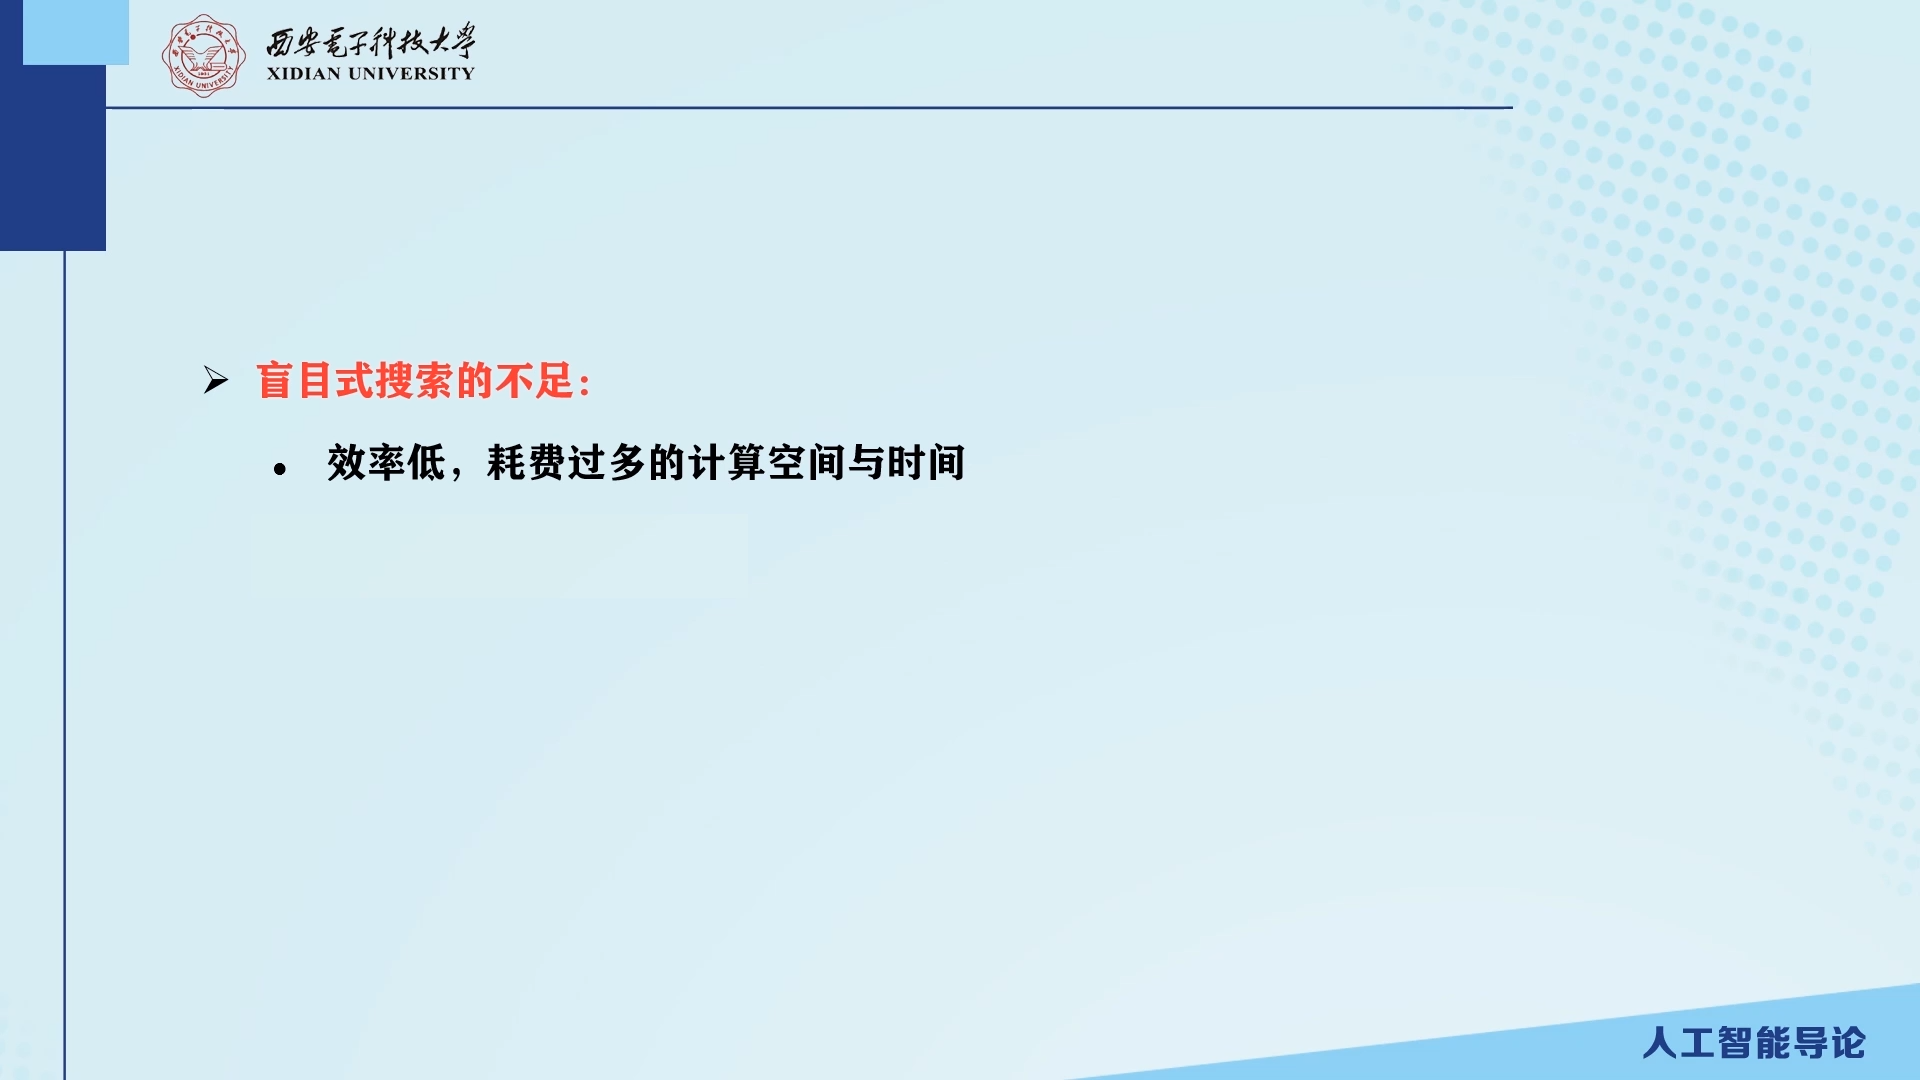 西安电子科技大学
XIDIAN UNIVERSITY
盲目式搜索的不足：
效率低，耗费过多的计算空间与时间
人工智能导论